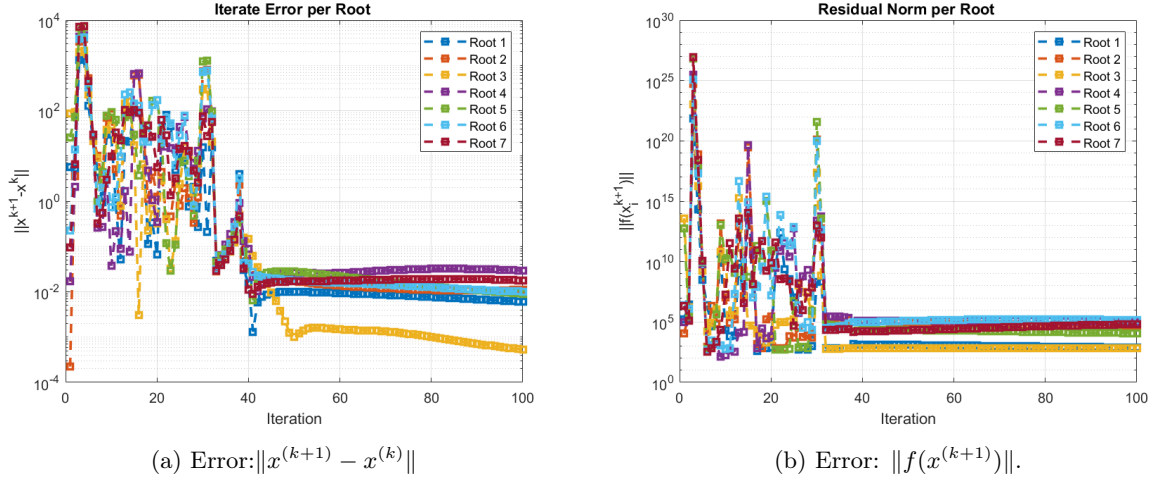 Iterate Error per Root
||x^{k+1}-x^k||
10^4
10^2
10^0
10^{-2}
10^{-4}
0 20 40 60 80 100
Iteration
Root 1
Root 2
Root 3
Root 4
Root 5
Root 6
Root 7
(a) Error:‖x^{(k+1)} − x^{(k)}‖
Residual Norm per Root
||f(x_i^{k+1})||
10^{30}
10^{25}
10^{20}
10^{15}
10^{10}
10^5
10^0
0 20 40 60 80 100
Iteration
Root 1
Root 2
Root 3
Root 4
Root 5
Root 6
Root 7
(b) Error: ‖f(x^{(k+1)})‖.